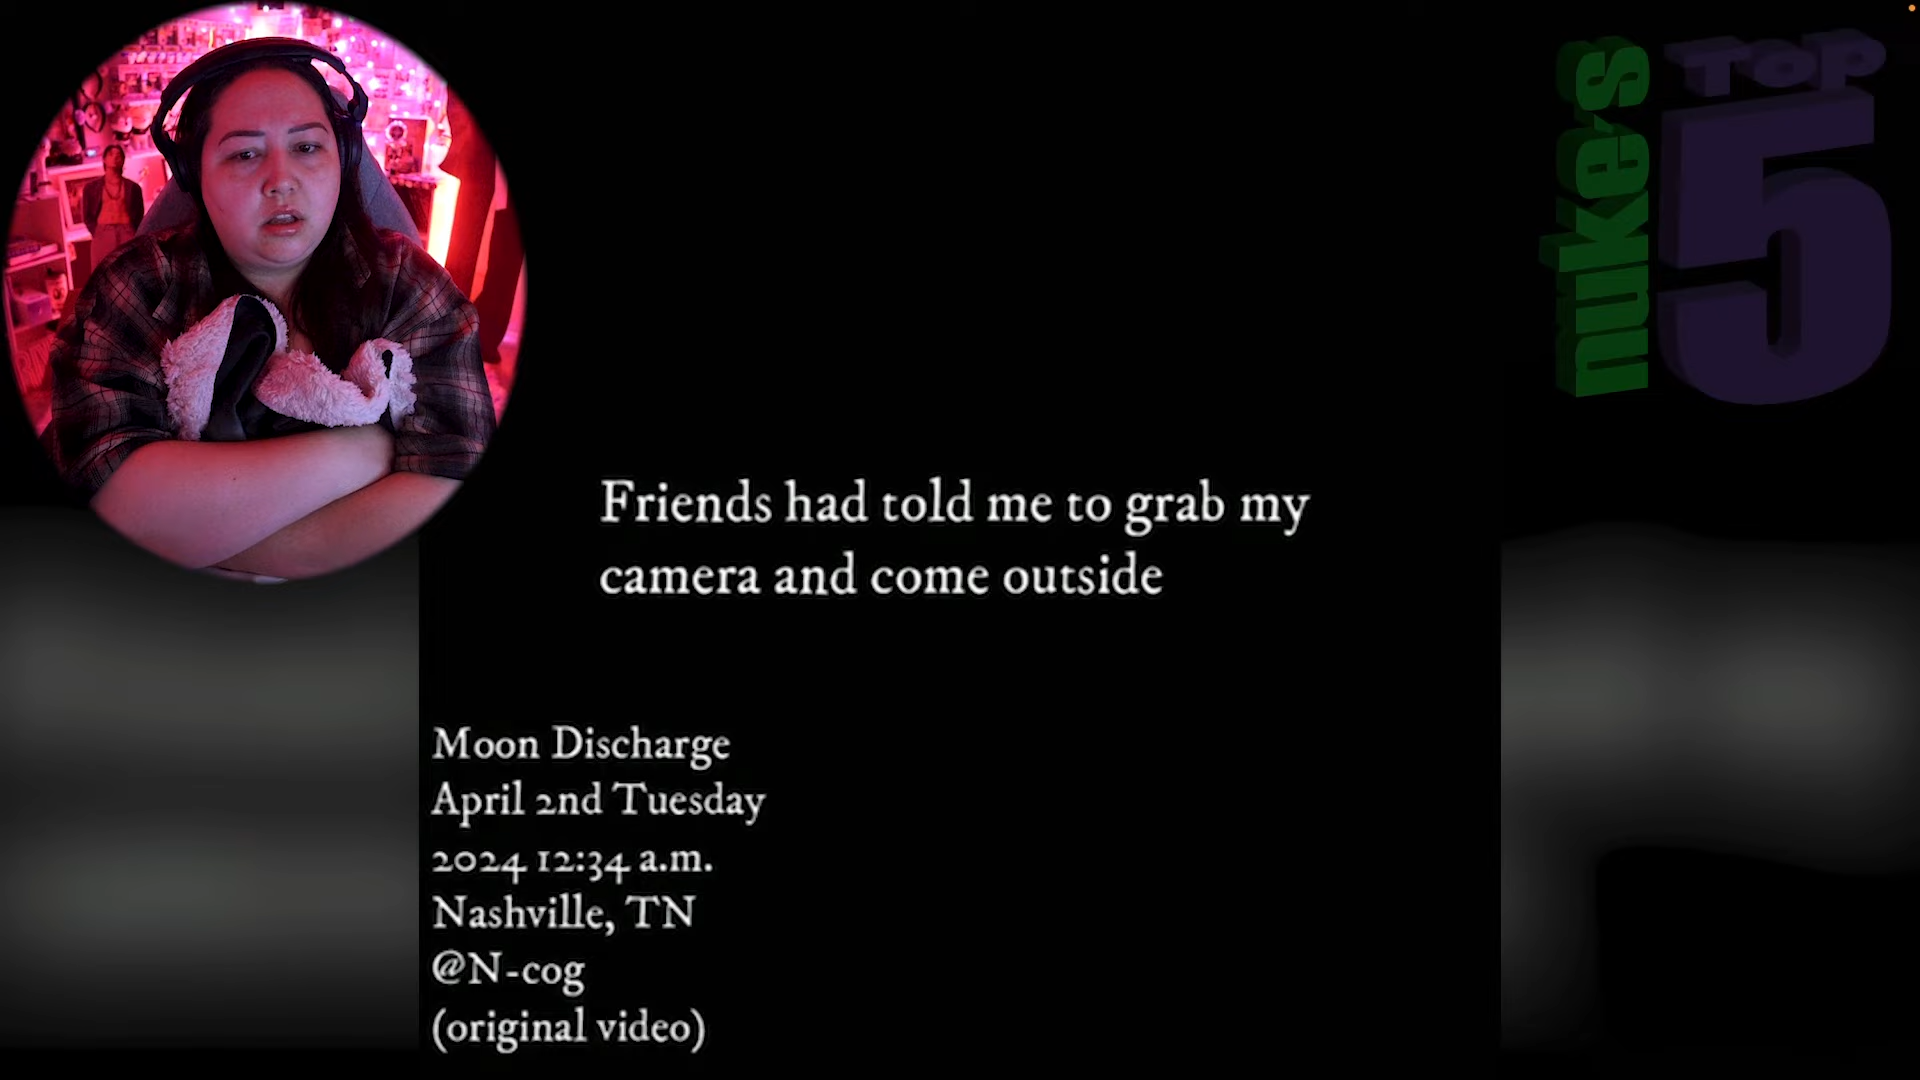 nuke's
Top
5
Friends had told me to grab my
camera and come outside
Moon Discharge
April 2nd Tuesday
2024 12:34 a.m.
Nashville, TN
@N-cog
(original video)